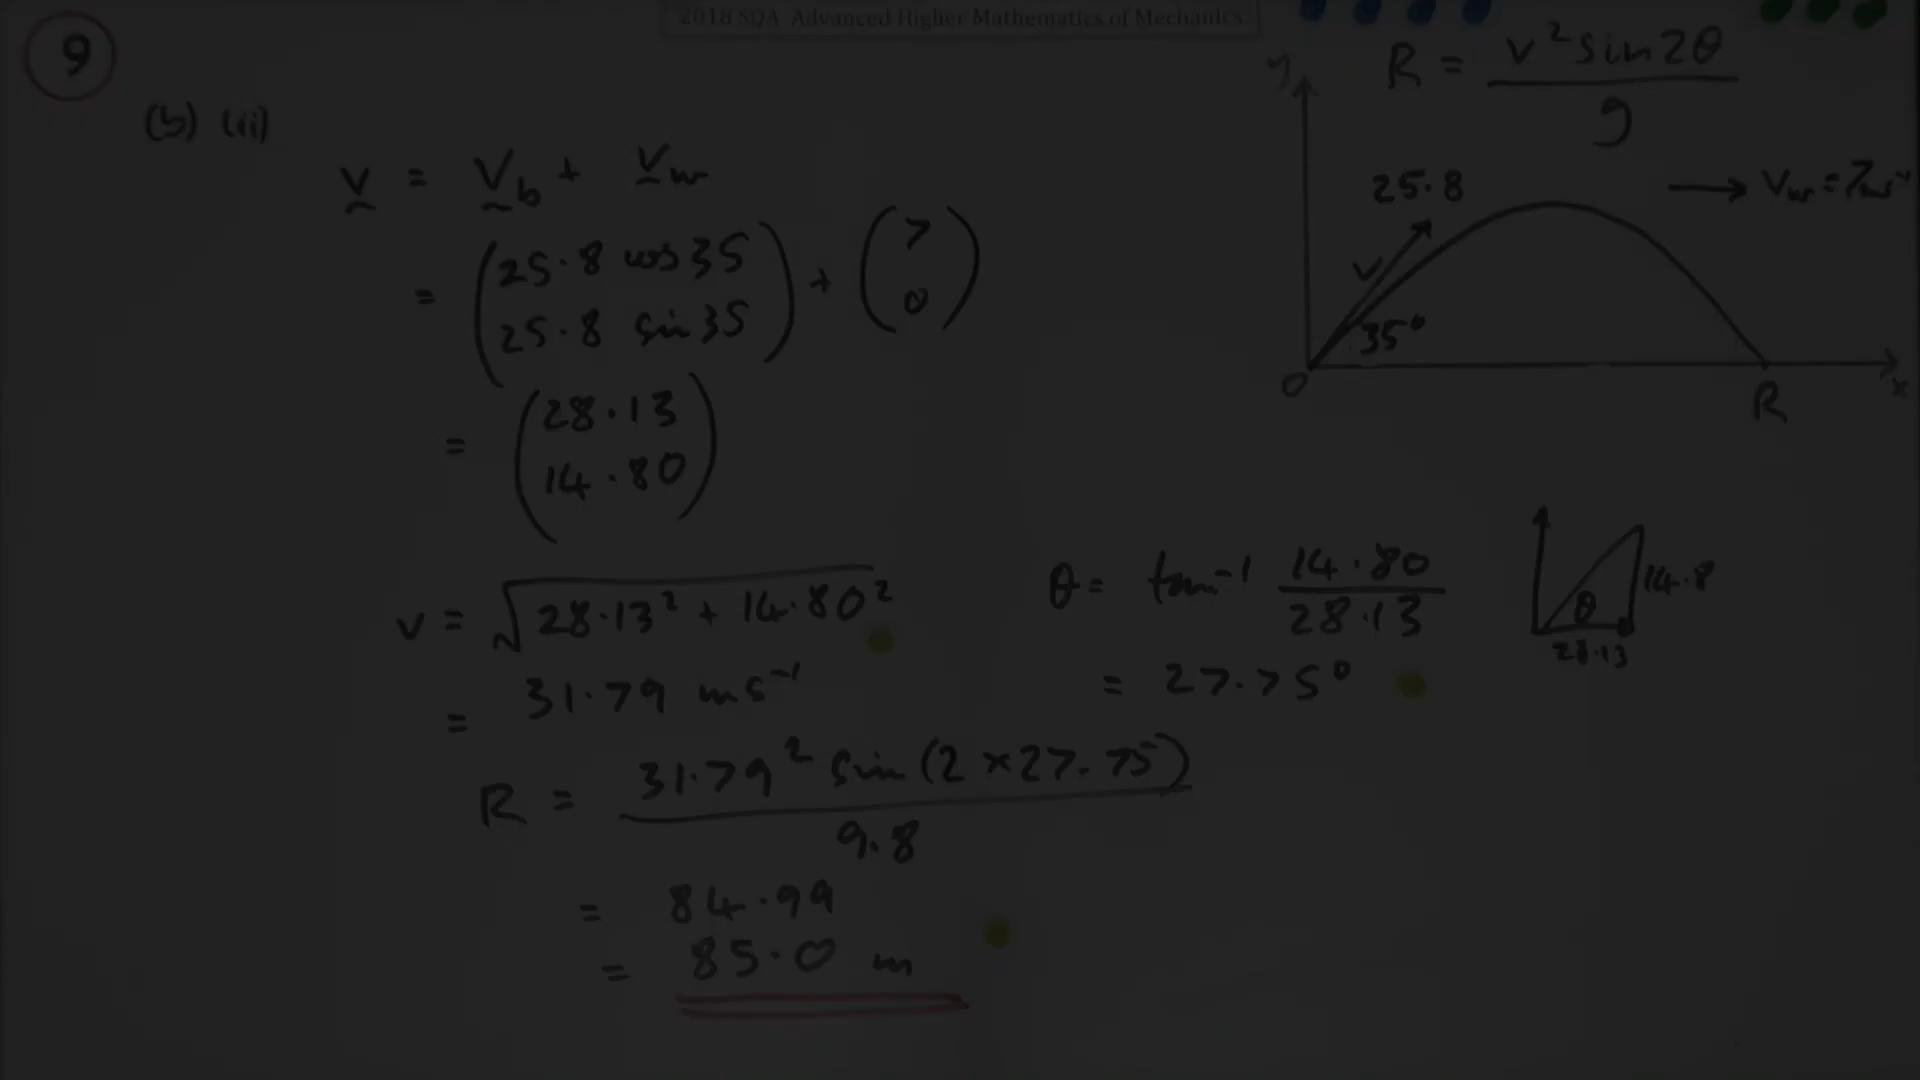 2018 SQA Advanced Higher Mathematics of Mechanics
9
(b) (ii)
v = v_b + v_w
= (25.8 cos 35
25.8 sin 35) + (7
0)
= (28.13
14.80)
v = √(28.13² + 14.80²)
= 31.79 ms⁻¹
θ = tan⁻¹ 14.80/28.13
= 27.75°
R = 31.79² sin (2 × 27.75) / 9.8
= 84.99
= 85.0 m
R = v² sin 2θ / g
y
25.8
v_w = 7ms⁻¹
v
35°
O
R
x
14.8
θ
28.13